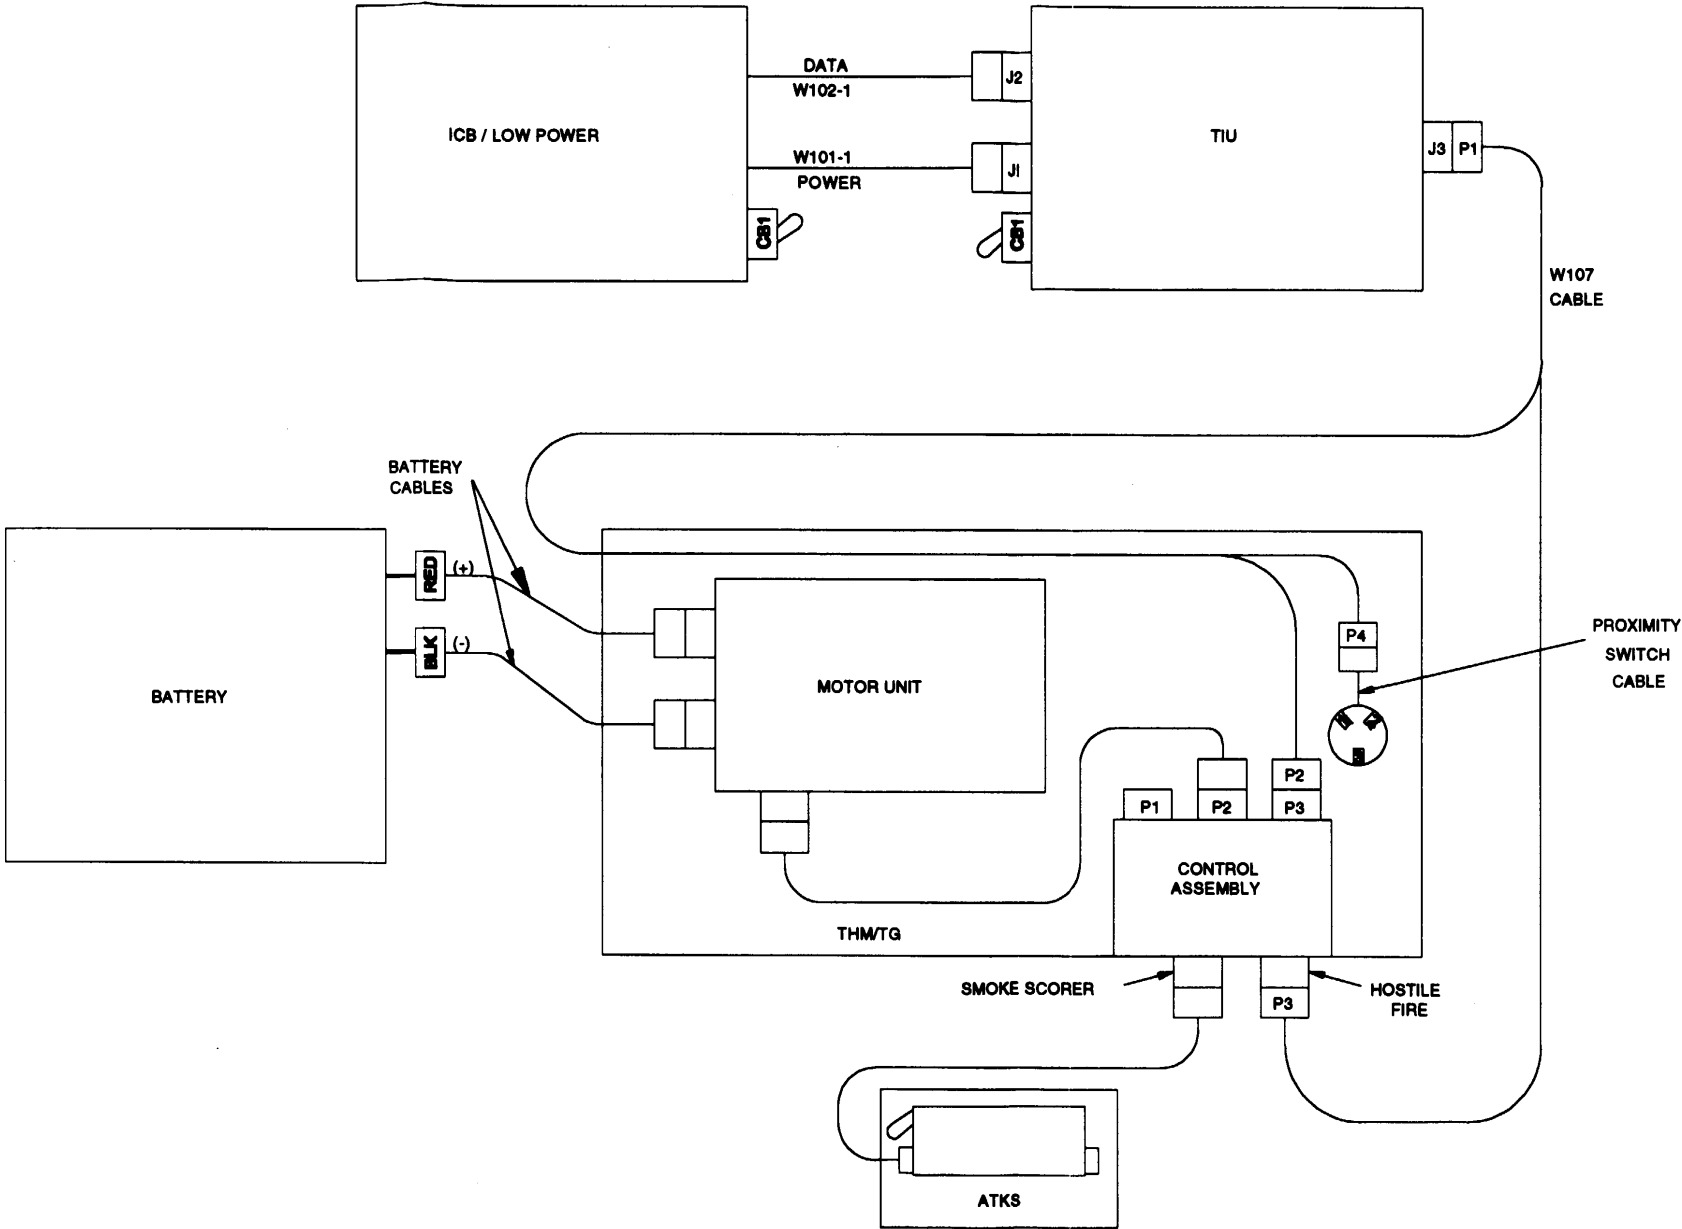 DATA
W102-1
J2
ICB / LOW POWER
TIU
W101-1
POWER
J1
J3 P1
CB1
CB1
W107
CABLE
BATTERY
CABLES
RED
(+)
BLK
(-)
BATTERY
MOTOR UNIT
P4
PROXIMITY
SWITCH
CABLE
P2
P1
P2
P3
CONTROL
ASSEMBLY
THM/TG
SMOKE SCORER
HOSTILE
FIRE
P3
ATKS